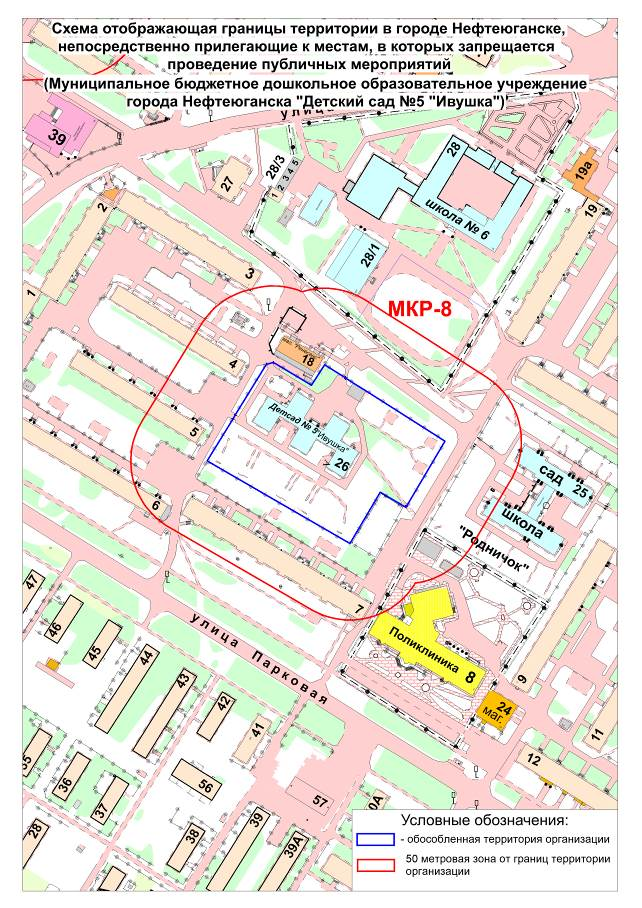 Схема отображающая границы территории в городе Нефтеюганске,
непосредственно прилегающие к местам, в которых запрещается
проведение публичных мероприятий
(Муниципальное бюджетное дошкольное образовательное учреждение
города Нефтеюганска "Детский сад №5 "Ивушка")
улица
39
28/3
1 2 3 4 5
27
28
школа № 6
19а
19
2
28/1
3
1
МКР-8
18
4
5
Детсад № 5 "Ивушка"
26
сад 25
школа
"Родничок"
6
7
47
46
45
44
43
42
41
улица Парковая
Поликлиника 8
9
24
маг.
11
12
35
36
37
56
57
28
38
39
39А
40А
Условные обозначения:
- обособленная территория организации
50 метровая зона от границ территории
организации